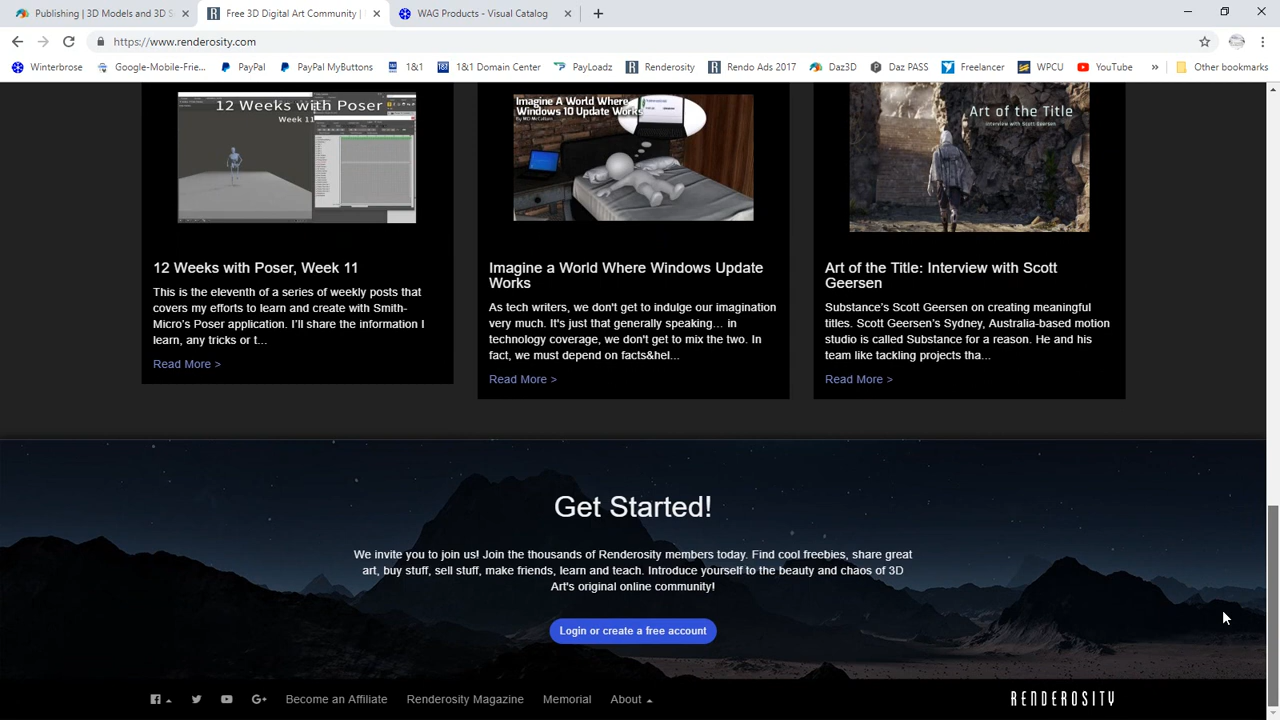 Publishing | 3D Models and 3D S
Free 3D Digital Art Community |
WAG Products - Visual Catalog
https://www.renderosity.com
Winterbrose
Google-Mobile-Frie...
PayPal
PayPal MyButtons
1&1
1&1 Domain Center
PayLoadz
Renderosity
Rendo Ads 2017
Daz3D
Daz PASS
Freelancer
WPCU
YouTube
»
Other bookmarks
12 Weeks with Poser
Week 11
Imagine A World Where
Windows 10 Update Works
Art of the Title
Interview with Scott Geersen
12 Weeks with Poser, Week 11
This is the eleventh of a series of weekly posts that
covers my efforts to learn and create with Smith-
Micro's Poser application. I'll share the information I
learn, any tricks or t...
Read More >
Imagine a World Where Windows Update
Works
As tech writers, we don't get to indulge our imagination
very much. It's just that generally speaking... in
technology coverage, we don't get to mix the two. In
fact, we must depend on facts&hel...
Read More >
Art of the Title: Interview with Scott
Geersen
Substance's Scott Geersen on creating meaningful
titles. Scott Geersen's Sydney, Australia-based motion
studio is called Substance for a reason. He and his
team like tackling projects tha...
Read More >
Get Started!
We invite you to join us! Join the thousands of Renderosity members today. Find cool freebies, share great
art, buy stuff, sell stuff, make friends, learn and teach. Introduce yourself to the beauty and chaos of 3D
Art's original online community!
Login or create a free account
Become an Affiliate
Renderosity Magazine
Memorial
About
RENDEROSITY